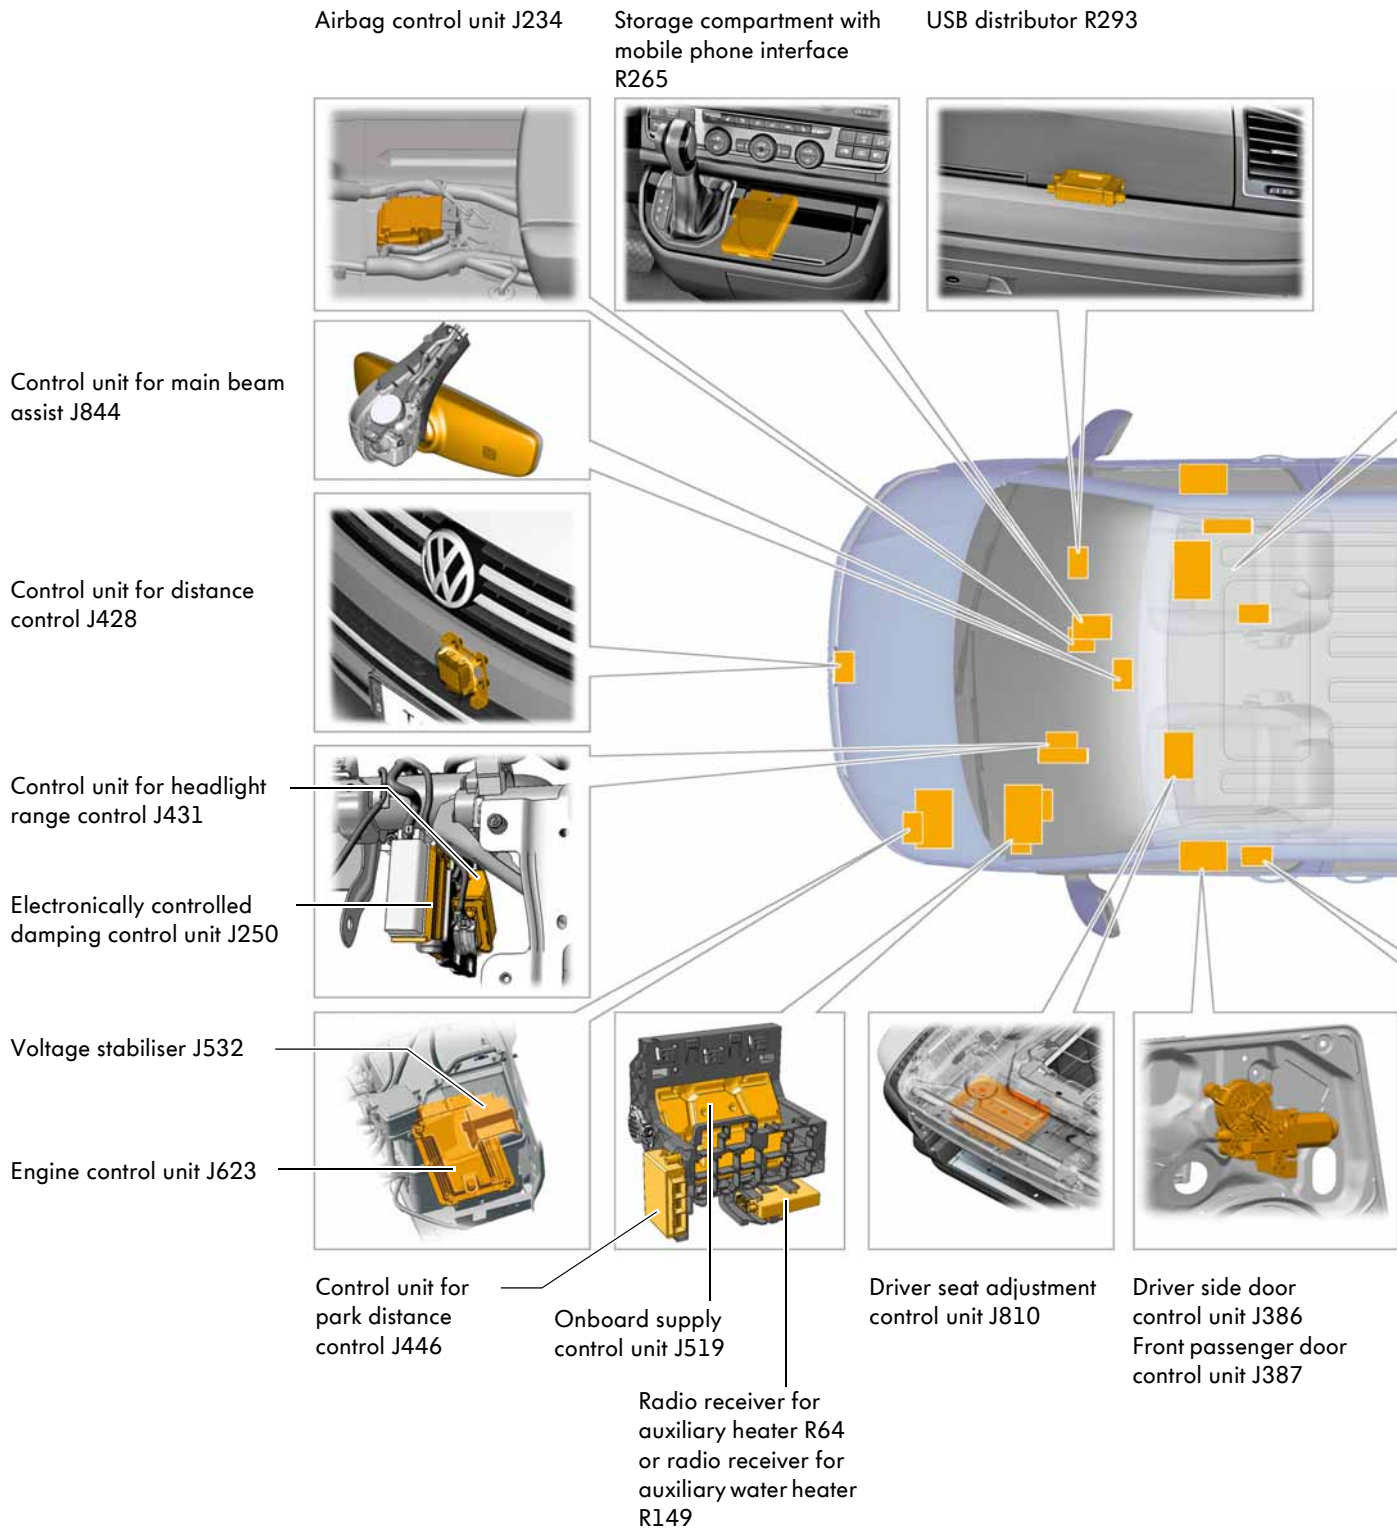 Airbag control unit J234
Storage compartment with
mobile phone interface
R265
USB distributor R293
Control unit for main beam
assist J844
Control unit for distance
control J428
Control unit for headlight
range control J431
Electronically controlled
damping control unit J250
Voltage stabiliser J532
Engine control unit J623
Control unit for
park distance
control J446
Onboard supply
control unit J519
Radio receiver for
auxiliary heater R64
or radio receiver for
auxiliary water heater
R149
Driver seat adjustment
control unit J810
Driver side door
control unit J386
Front passenger door
control unit J387